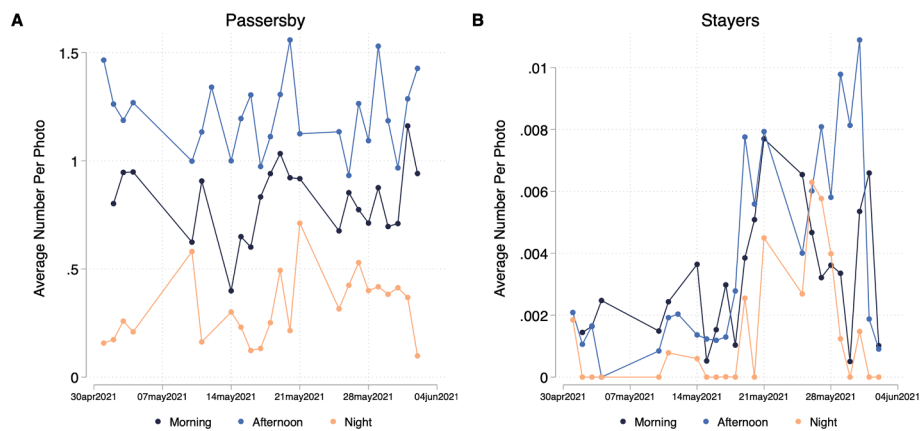 A
Passersby
Average Number Per Photo
1.5
1
.5
0
30apr2021 07may2021 14may2021 21may2021 28may2021 04jun2021
Morning Afternoon Night
B
Stayers
Average Number Per Photo
.01
.008
.006
.004
.002
0
30apr2021 07may2021 14may2021 21may2021 28may2021 04jun2021
Morning Afternoon Night